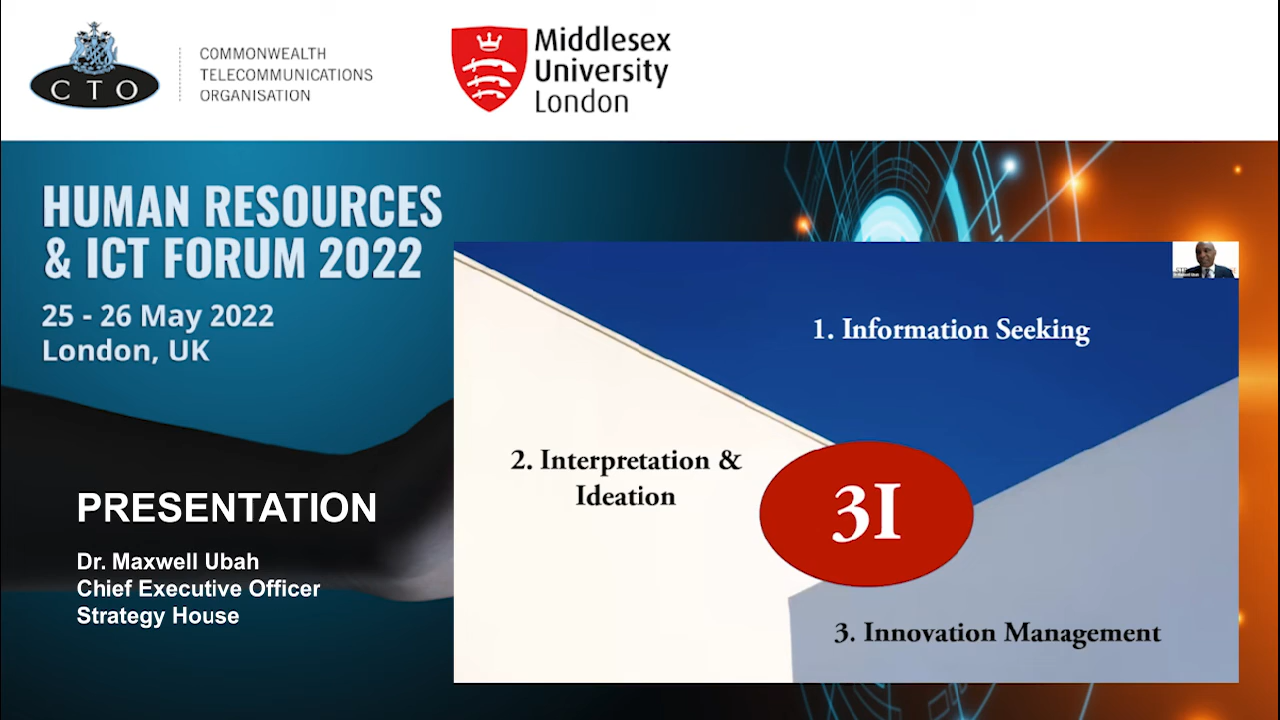 CTO
COMMONWEALTH
TELECOMMUNICATIONS
ORGANISATION
Middlesex
University
London
HUMAN RESOURCES
& ICT FORUM 2022
25 - 26 May 2022
London, UK
PRESENTATION
Dr. Maxwell Ubah
Chief Executive Officer
Strategy House
1. Information Seeking
2. Interpretation &
Ideation
3I
3. Innovation Management